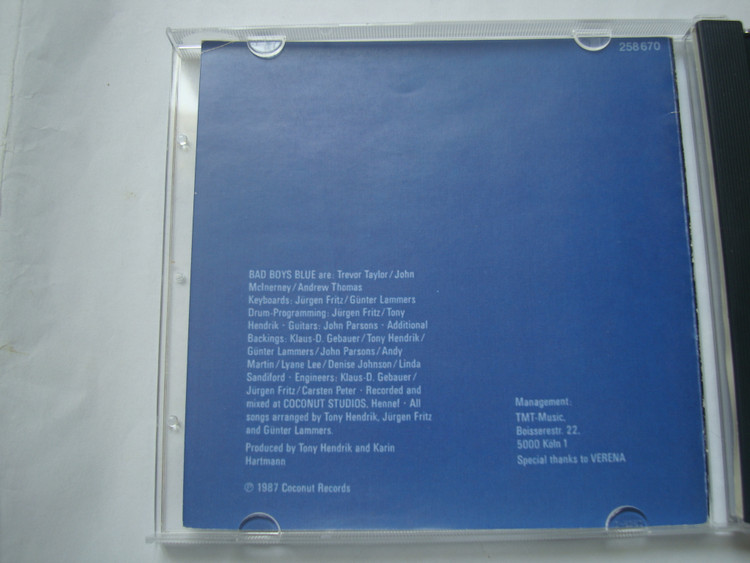 258 670
BAD BOYS BLUE are: Trevor Taylor/John
McInerney/Andrew Thomas
Keyboards: Jürgen Fritz/Günter Lammers
Drum-Programming: Jürgen Fritz/Tony
Hendrik · Guitars: John Parsons · Additional
Backings: Klaus-D. Gebauer/Tony Hendrik/
Günter Lammers/John Parsons/Andy
Martin/Lyane Lee/Denise Johnson/Linda
Sandiford · Engineers: Klaus-D. Gebauer/
Jürgen Fritz/Carsten Peter · Recorded and
mixed at COCONUT STUDIOS, Hennef · All
songs arranged by Tony Hendrik, Jürgen Fritz
and Günter Lammers.
Produced by Tony Hendrik and Karin
Hartmann
℗ 1987 Coconut Records
Management:
TMT-Music,
Boisserestr. 22,
5000 Köln 1
Special thanks to VERENA